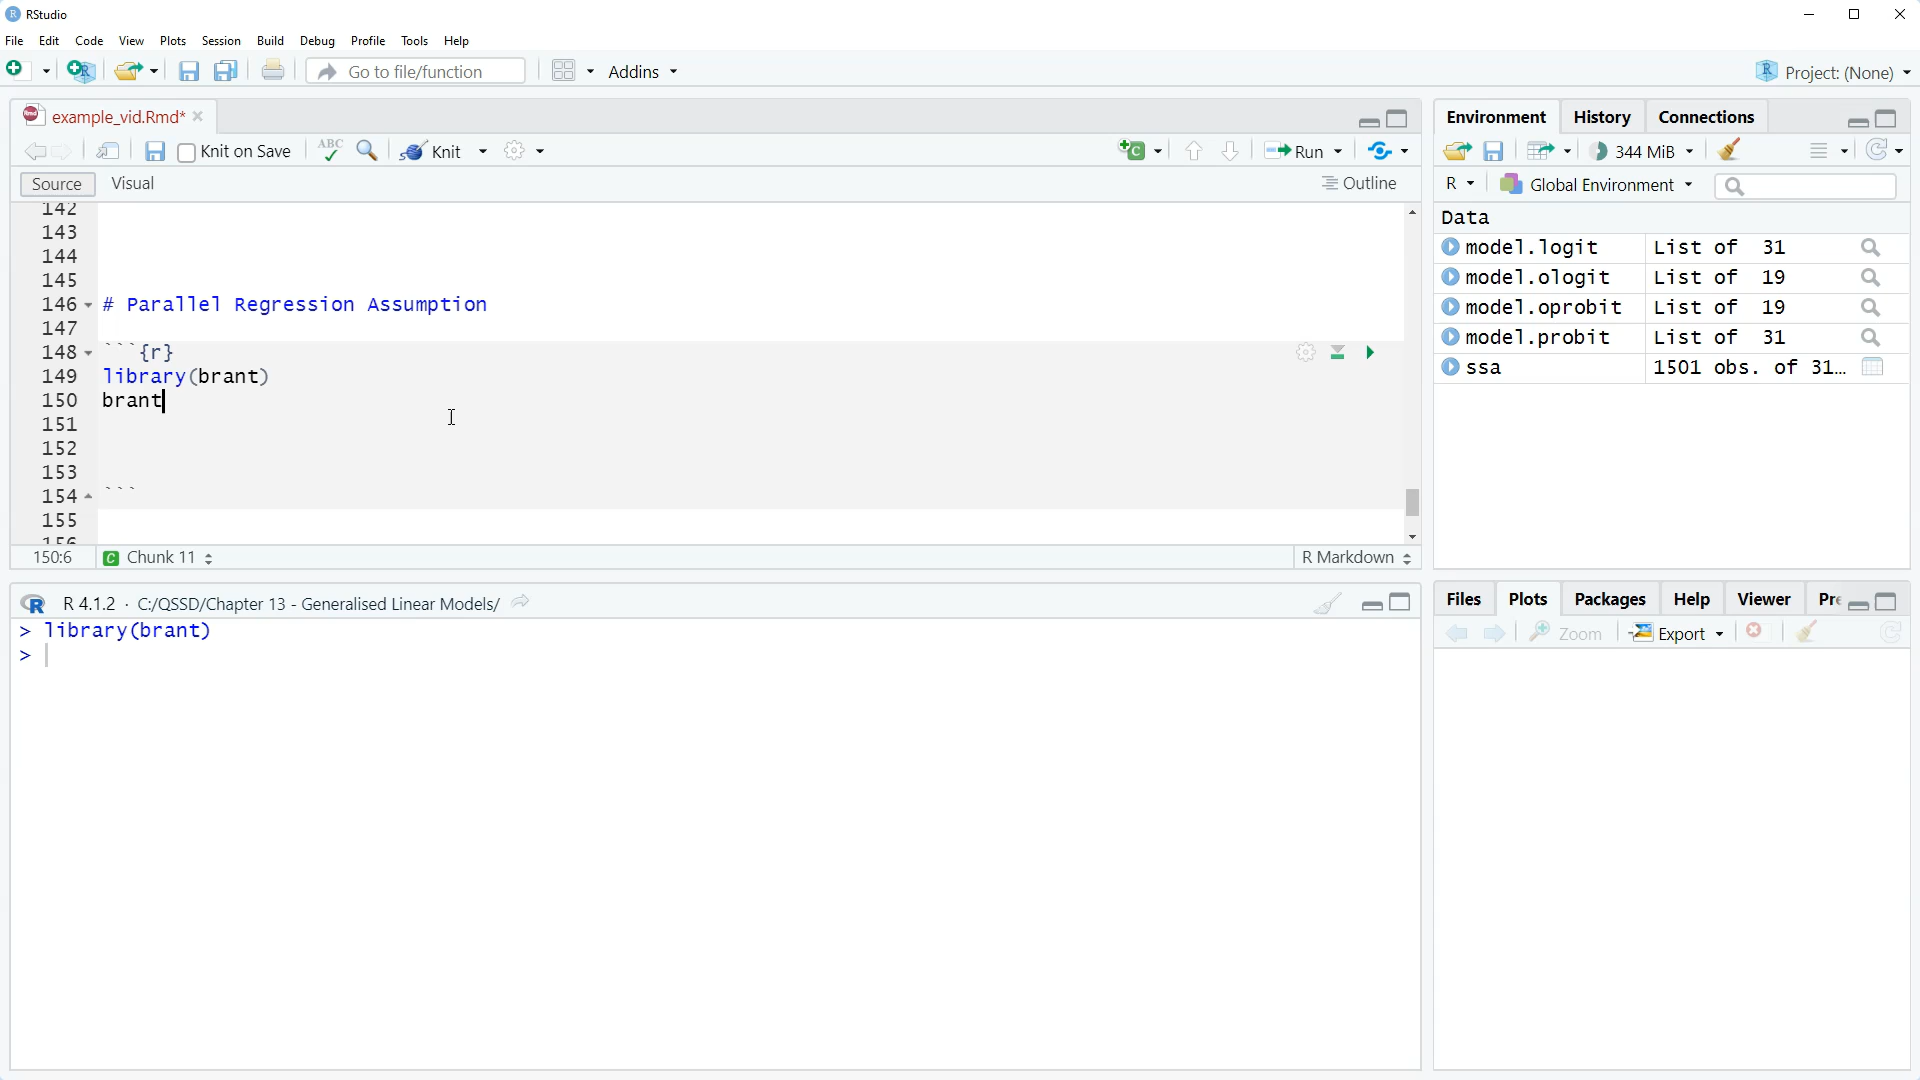 RStudio
File Edit Code View Plots Session Build Debug Profile Tools Help
Go to file/function Addins Project: (None)
example_vid.Rmd*
Knit on Save ABC Knit Run
Source Visual Outline
142
143
144
145
146 # Parallel Regression Assumption
147
148 ```{r}
149 library(brant)
150 brant
151
152
153
154 ```
155
156
150:6 Chunk 11 R Markdown
R 4.1.2 · C:/QSSD/Chapter 13 - Generalised Linear Models/
> library(brant)
>
Environment History Connections
344 MiB
R Global Environment
Data
model.logit List of 31
model.ologit List of 19
model.oprobit List of 19
model.probit List of 31
ssa 1501 obs. of 31…
Files Plots Packages Help Viewer Pre
Zoom Export